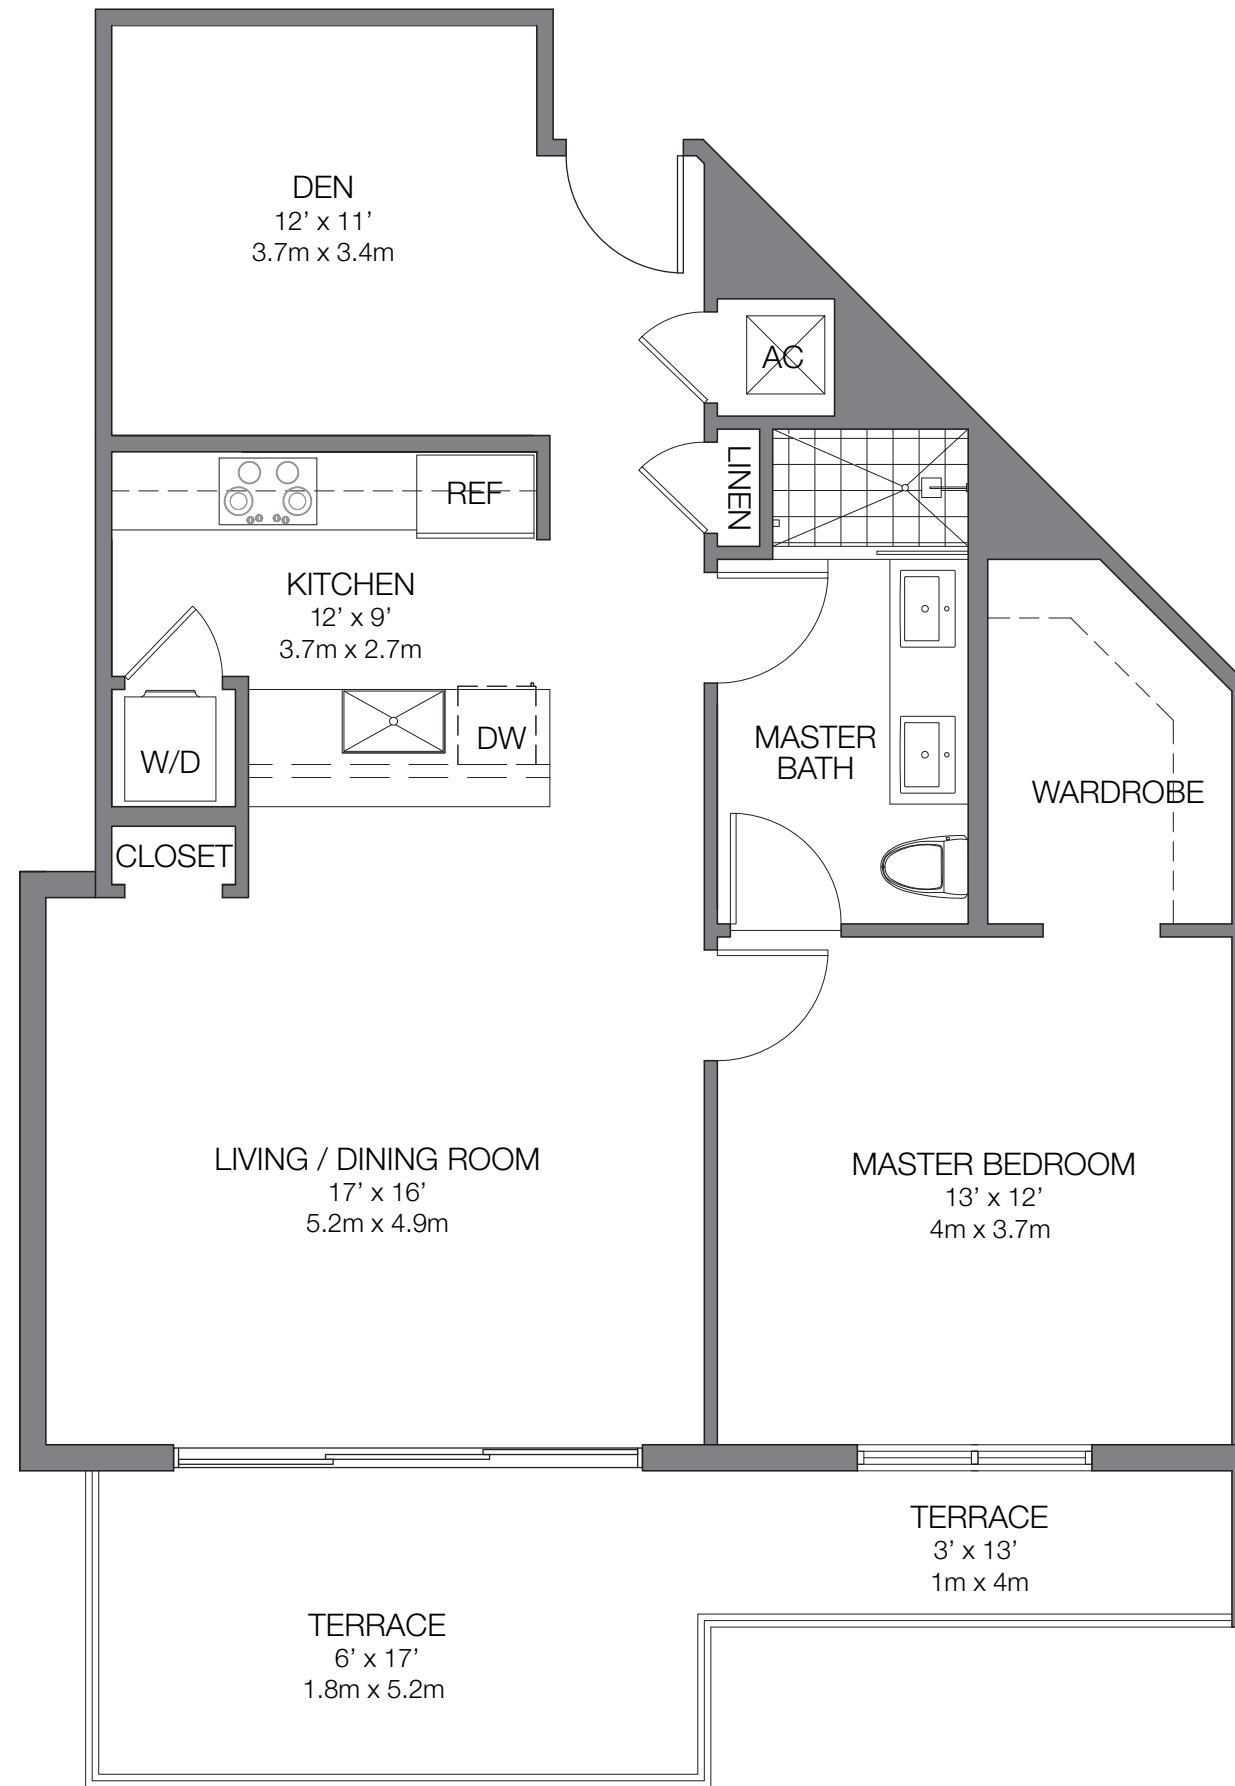 DEN
12’ x 11’
3.7m x 3.4m
AC
LINEN
REF
KITCHEN
12’ x 9’
3.7m x 2.7m
W/D
DW
MASTER
BATH
WARDROBE
CLOSET
LIVING / DINING ROOM
17’ x 16’
5.2m x 4.9m
MASTER BEDROOM
13’ x 12’
4m x 3.7m
TERRACE
3’ x 13’
1m x 4m
TERRACE
6’ x 17’
1.8m x 5.2m